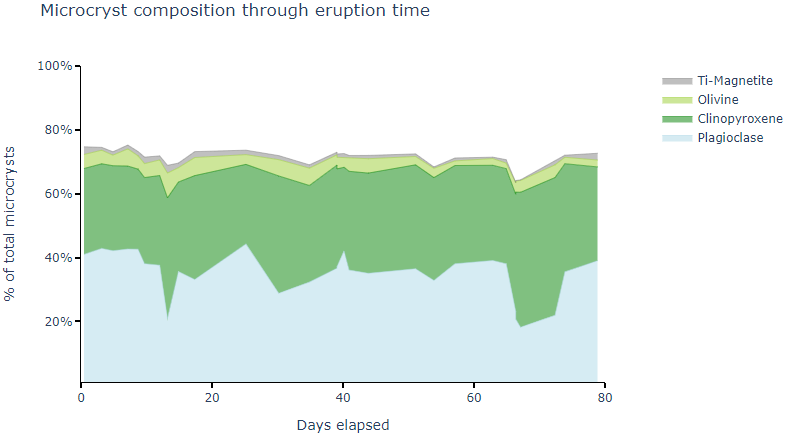 Microcryst composition through eruption time
100%
80%
60%
40%
20%
% of total microcrysts
0
20
40
60
80
Days elapsed
Ti-Magnetite
Olivine
Clinopyroxene
Plagioclase